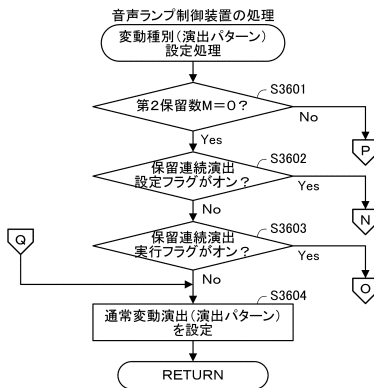 音声ランプ制御装置の処理
変動種別(演出パターン)
設定処理
S3601
第2保留数M=0?
No
P
Yes
S3602
保留連続演出
設定フラグがオン?
Yes
N
No
S3603
Q
保留連続演出
実行フラグがオン?
Yes
O
No
S3604
通常変動演出(演出パターン)
を設定
RETURN